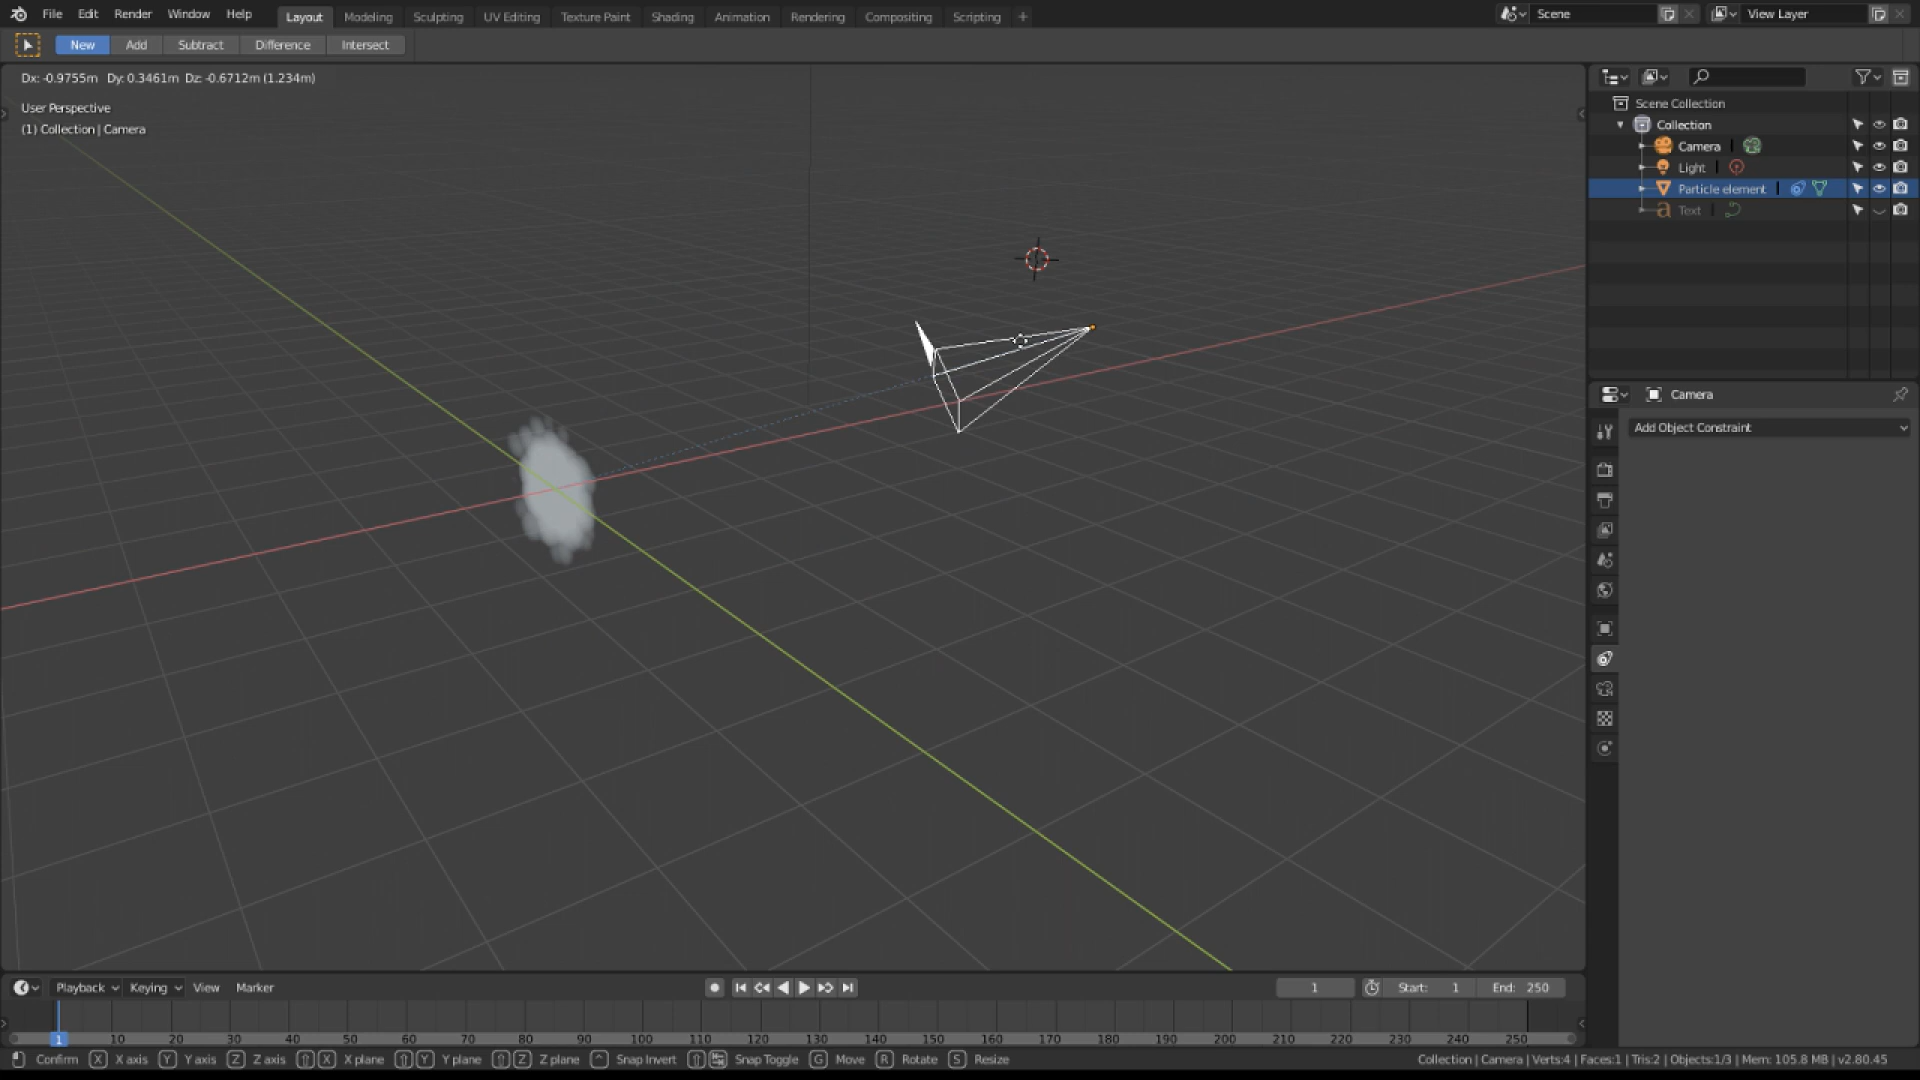 File Edit Render Window Help Layout Modeling Sculpting UV Editing Texture Paint Shading Animation Rendering Compositing Scripting + Scene View Layer
New Add Subtract Difference Intersect
Dx: -0.9755m Dy: 0.3461m Dz: -0.6712m (1.234m)
User Perspective
(1) Collection | Camera
Scene Collection
Collection
Camera
Light
Particle element
Text
Camera
Add Object Constraint
Playback Keying View Marker 1 Start: 1 End: 250
1 10 20 30 40 50 60 70 80 90 100 110 120 130 140 150 160 170 180 190 200 210 220 230 240 250
Confirm X X axis Y Y axis Z Z axis X X plane Y Y plane Z Z plane ^ Snap Invert Snap Toggle G Move R Rotate S Resize Collection | Camera | Verts:4 | Faces:1 | Tris:2 | Objects:1/3 | Mem: 105.8 MB | v2.80.45